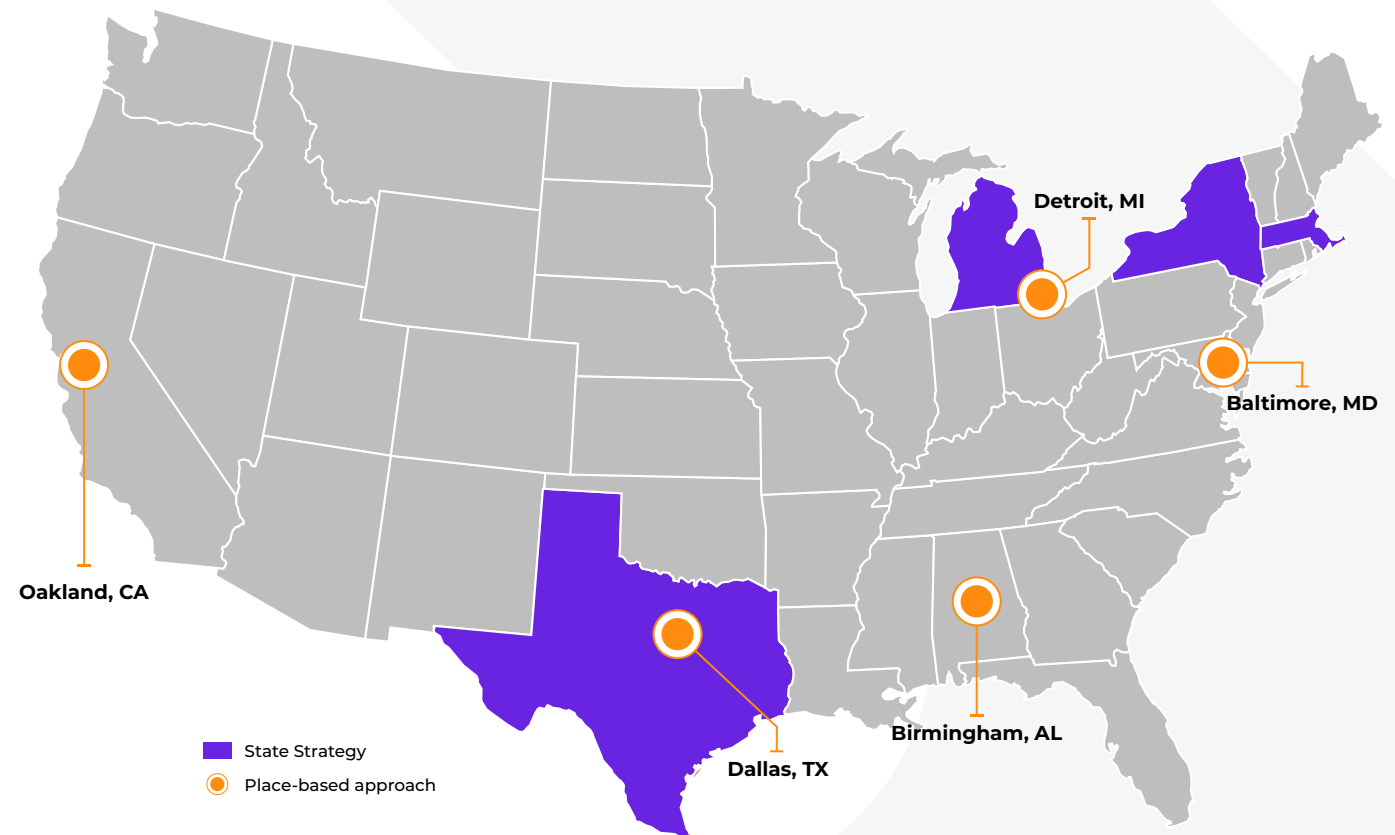 Detroit, MI
Baltimore, MD
Oakland, CA
Birmingham, AL
Dallas, TX
State Strategy
Place-based approach